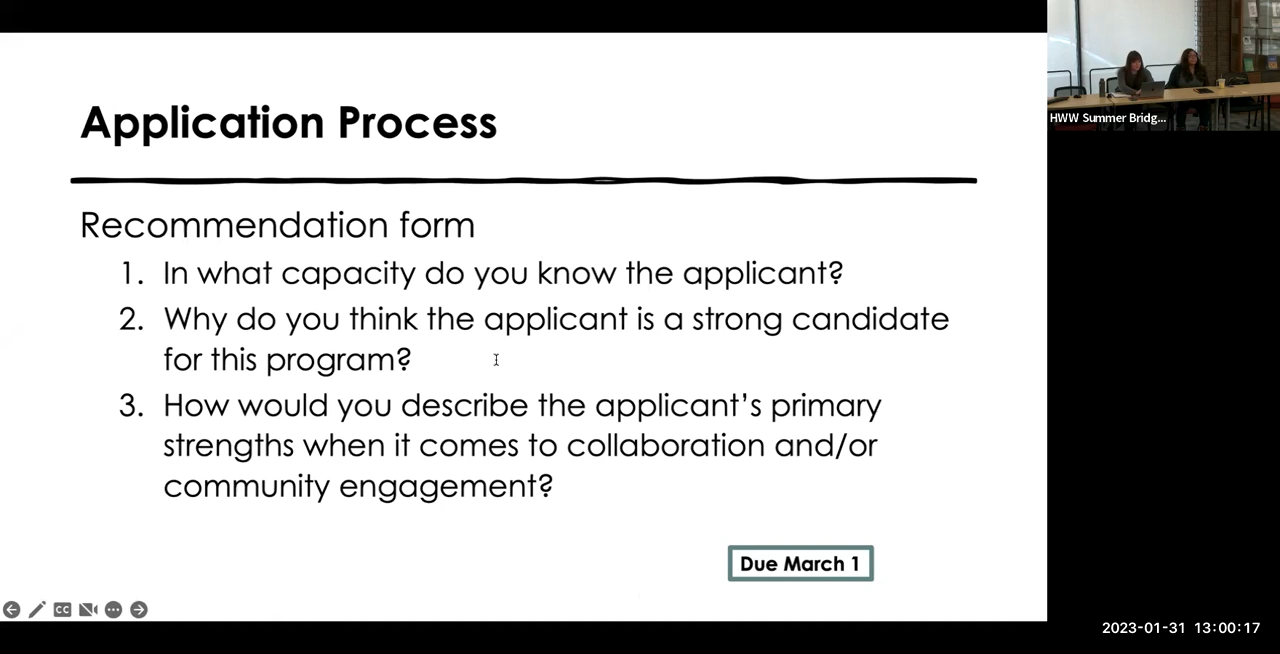 Application Process
Recommendation form
1. In what capacity do you know the applicant?
2. Why do you think the applicant is a strong candidate
for this program?
3. How would you describe the applicant’s primary
strengths when it comes to collaboration and/or
community engagement?
Due March 1
CC
HWW Summer Bridg...
2023-01-31 13:00:17